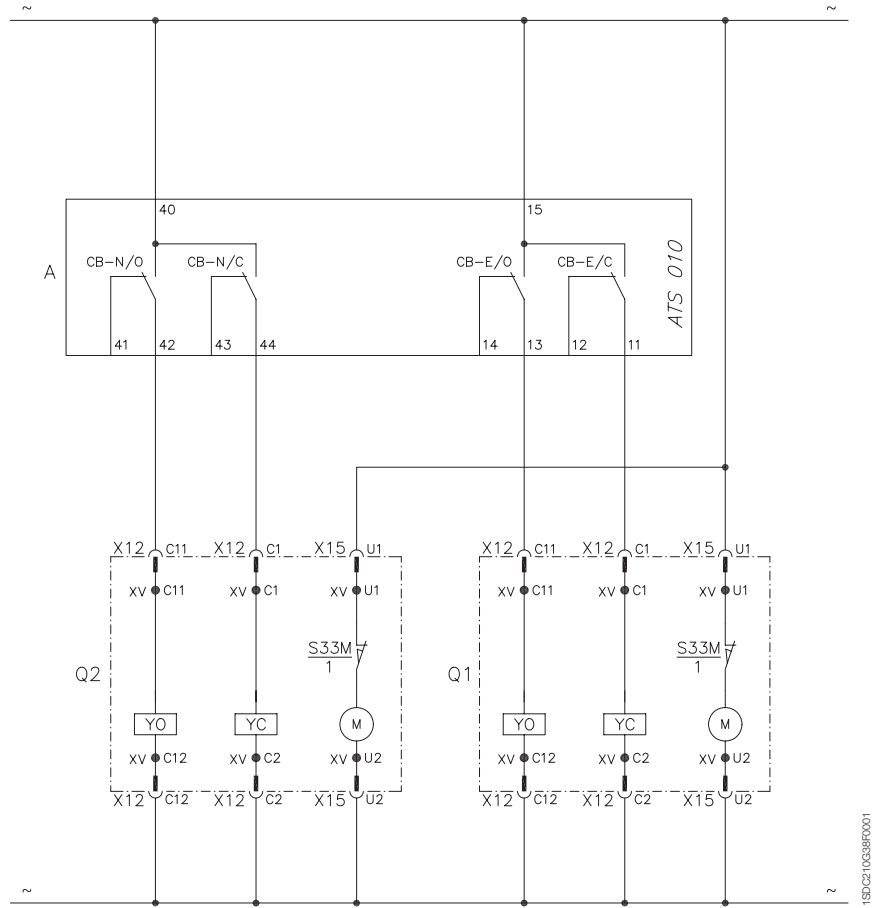 ~ ~
40 15
A CB-N/O CB-N/C CB-E/O CB-E/C ATS 010
41 42 43 44 14 13 12 11
X12 C11 X12 C1 X15 U1 X12 C11 X12 C1 X15 U1
XV C11 XV C1 XV U1 XV C11 XV C1 XV U1
S33M S33M
1 1
Q2 Q1
YO YC M YO YC M
XV C12 XV C2 XV U2 XV C12 XV C2 XV U2
X12 C12 X12 C2 X15 U2 X12 C12 X12 C2 X15 U2
~ ~
1SDC210G38F0001